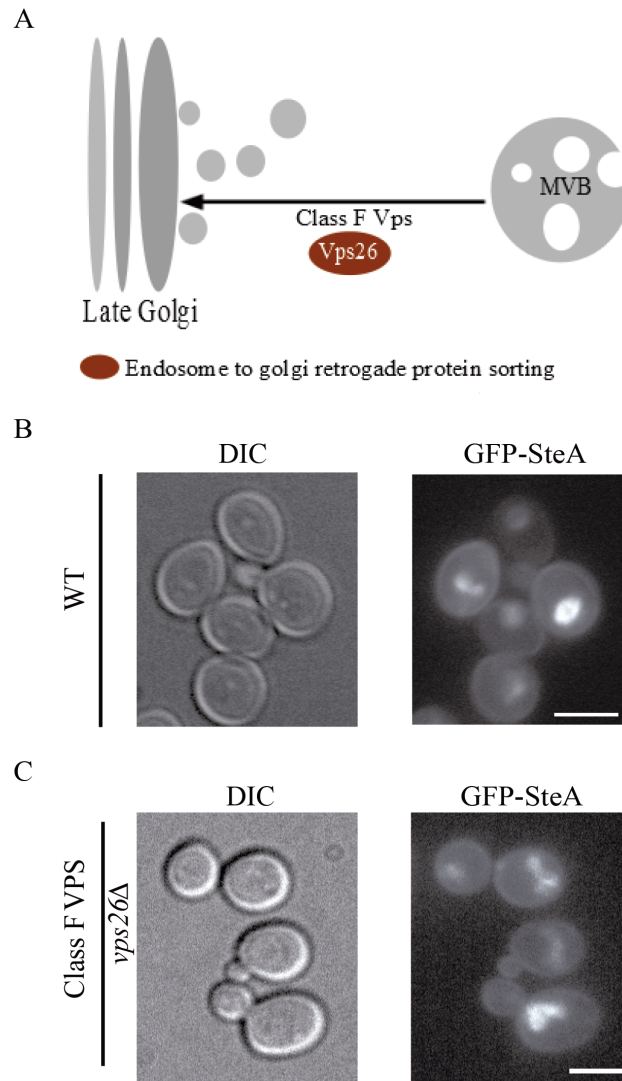 A
MVB
Class F Vps
Vps26
Late Golgi
Endosome to golgi retrogade protein sorting
B
DIC GFP-SteA
WT
C
DIC GFP-SteA
Class F VPS
vps26Δ